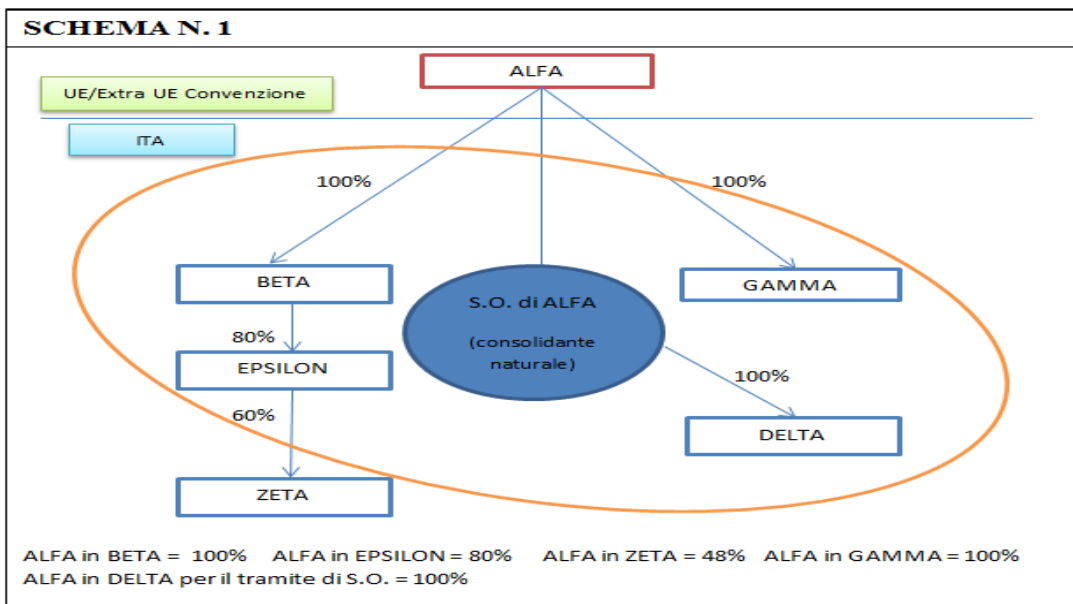 SCHEMA N. 1
ALFA
UE/Extra UE Convenzione
ITA
100%
100%
BETA
S.O. di ALFA
(consolidante
naturale)
GAMMA
80%
EPSILON
100%
60%
DELTA
ZETA
ALFA in BETA = 100% ALFA in EPSILON = 80% ALFA in ZETA = 48% ALFA in GAMMA = 100%
ALFA in DELTA per il tramite di S.O. = 100%